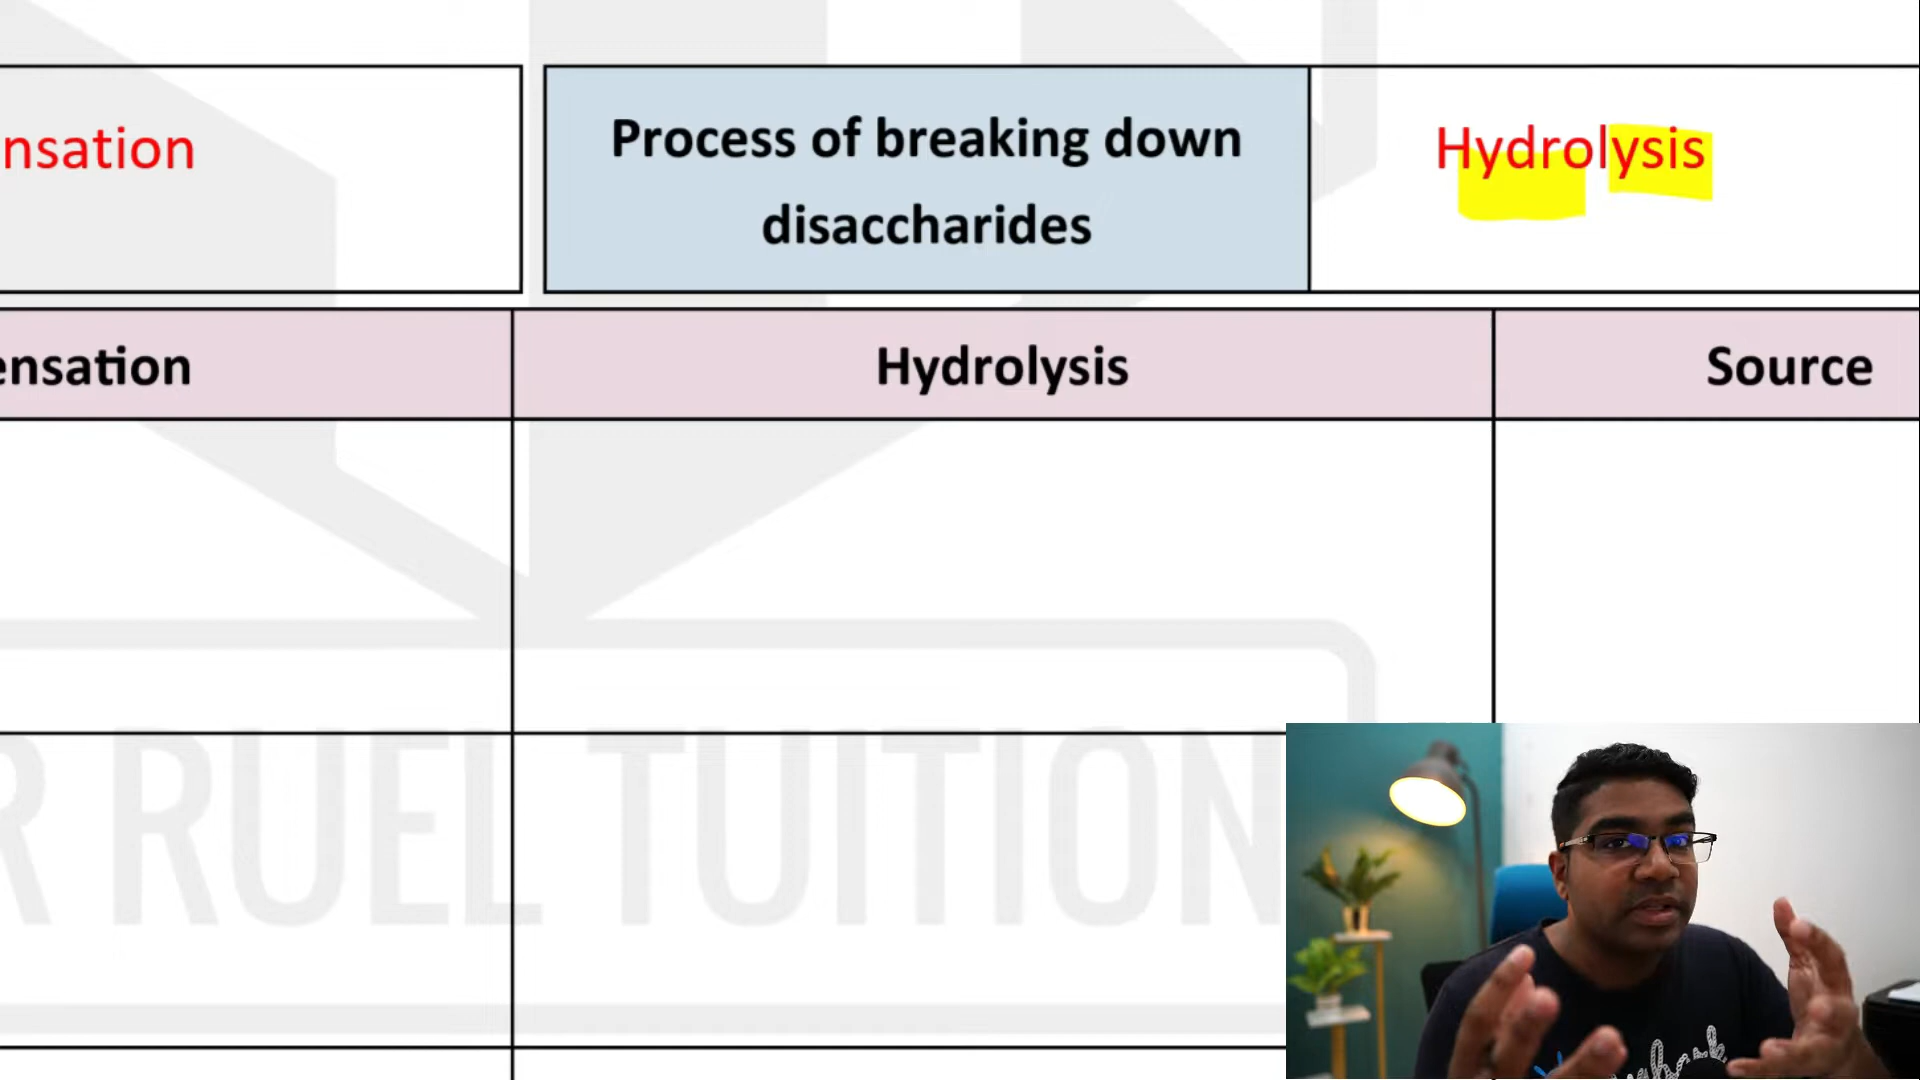 nsation
Process of breaking down
disaccharides
Hydrolysis
ensation
Hydrolysis
Source
R RUEL TUITION